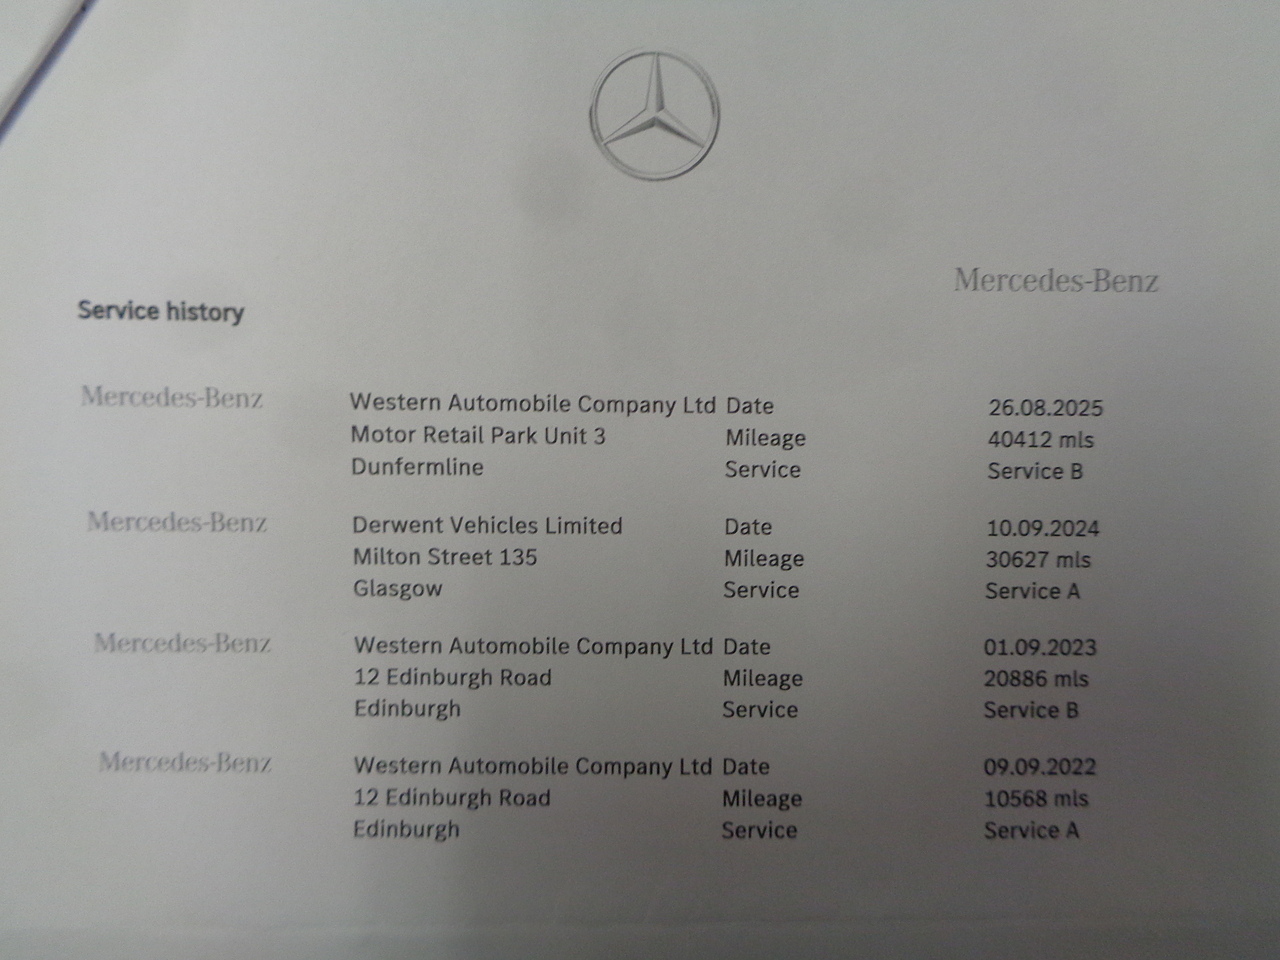 Mercedes-Benz
Service history
Mercedes-Benz Western Automobile Company Ltd Date 26.08.2025
Motor Retail Park Unit 3 Mileage 40412 mls
Dunfermline Service Service B
Mercedes-Benz Derwent Vehicles Limited Date 10.09.2024
Milton Street 135 Mileage 30627 mls
Glasgow Service Service A
Mercedes-Benz Western Automobile Company Ltd Date 01.09.2023
12 Edinburgh Road Mileage 20886 mls
Edinburgh Service Service B
Mercedes-Benz Western Automobile Company Ltd Date 09.09.2022
12 Edinburgh Road Mileage 10568 mls
Edinburgh Service Service A